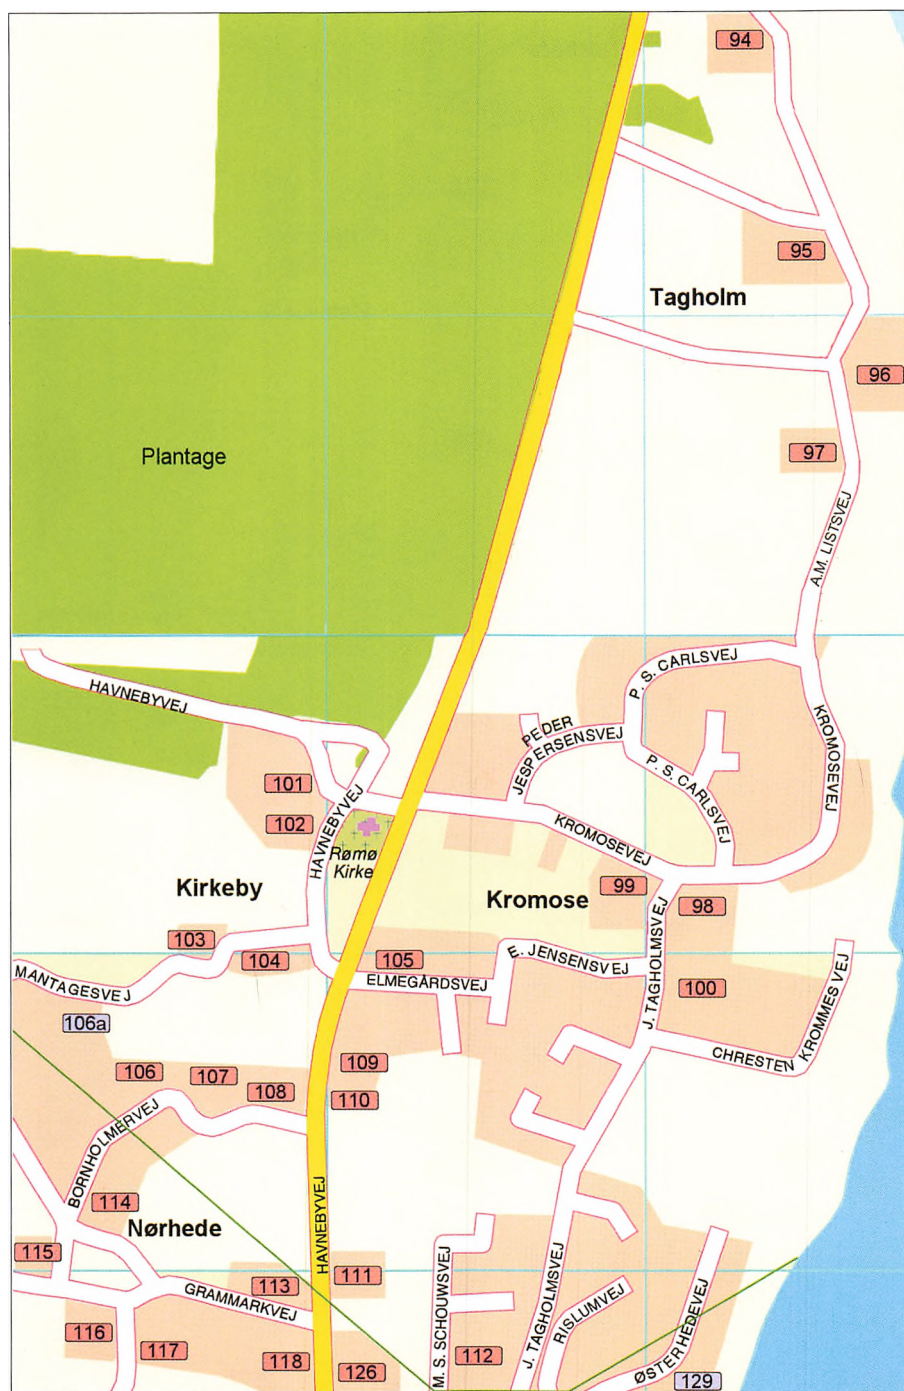 94
95
Tagholm
96
Plantage
97
A.M. LISTSVEJ
HAVNEBYVEJ
P. S. CARLSVEJ
PEDER
JESPERSENSVEJ
KROMOSEVEJ
P. S. CARLSVEJ
101
HAVNEBYVEJ
102
Rømø
Kirke
KROMOSEVEJ
Kirkeby
Kromose
99
98
J. TAGHOLMSVEJ
103
104
105
E. JENSENSVEJ
MANTAGESVEJ
ELMEGÅRDSVEJ
100
106a
CHRESTEN
KROMMES VEJ
106
107
108
109
110
BORNHOLMERVEJ
114
Nørhede
HAVNEBYVEJ
115
113
111
GRAMMARKVEJ
M. S. SCHOUWSVEJ
J. TAGHOLMSVEJ
RISLUMVEJ
ØSTERHEDEVEJ
116
117
118
126
112
129